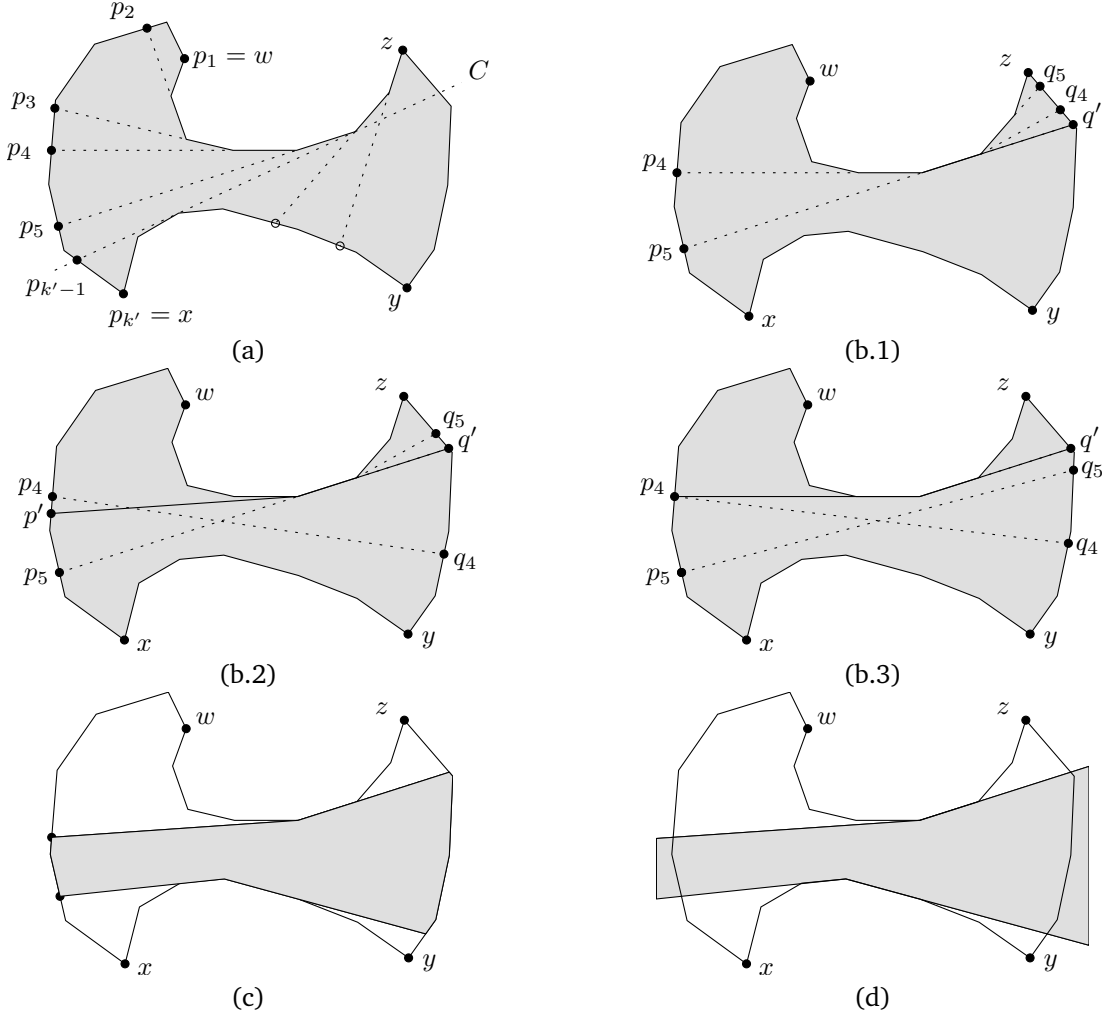 p₂
z
p₁ = w
C
p₃
p₄
p₅
pₖ′₋₁
pₖ′ = x
y
(a)
w
z
q₅
q₄
q′
p₄
p₅
x
y
(b.1)
w
z
q₅
q′
p₄
p′
p₅
q₄
x
y
(b.2)
w
z
q′
p₄
q₅
p₅
q₄
x
y
(b.3)
w
z
x
y
(c)
w
z
x
y
(d)